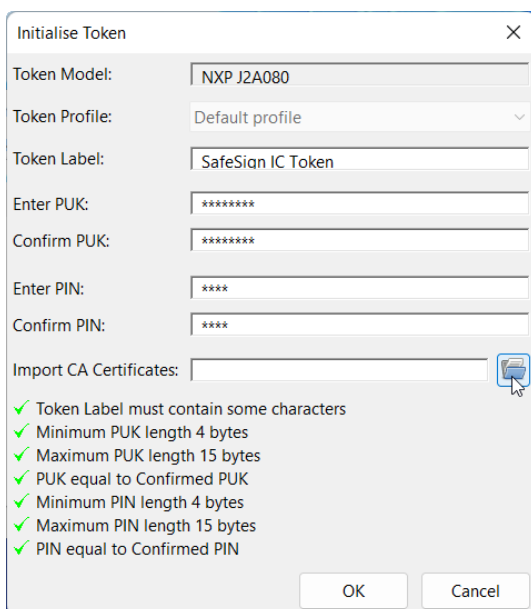 Initialise Token
Token Model: NXP J2A080
Token Profile: Default profile
Token Label: SafeSign IC Token
Enter PUK: ********
Confirm PUK: ********
Enter PIN: ****
Confirm PIN: ****
Import CA Certificates:
Token Label must contain some characters
Minimum PUK length 4 bytes
Maximum PUK length 15 bytes
PUK equal to Confirmed PUK
Minimum PIN length 4 bytes
Maximum PIN length 15 bytes
PIN equal to Confirmed PIN
OK Cancel